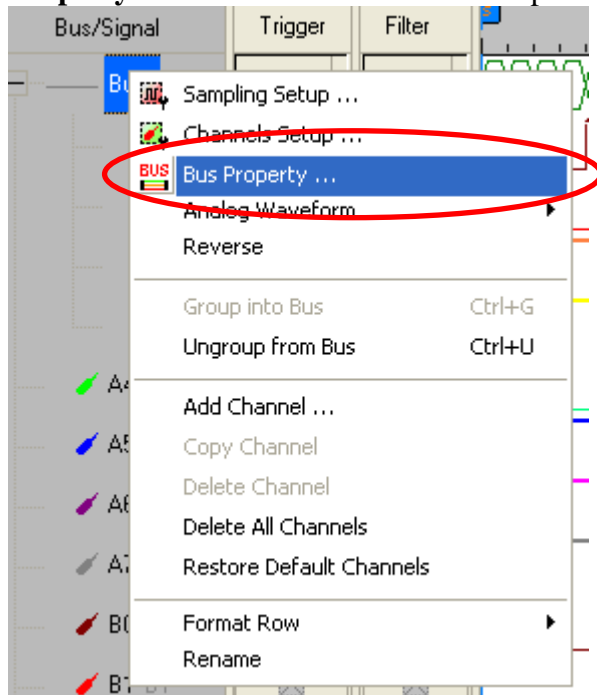 Bus/Signal Trigger Filter
Sampling Setup ...
Channels Setup ...
BUS Bus Property ...
Analog Waveform
Reverse
Group into Bus Ctrl+G
Ungroup from Bus Ctrl+U
Add Channel ...
Copy Channel
Delete Channel
Delete All Channels
Restore Default Channels
Format Row
Rename